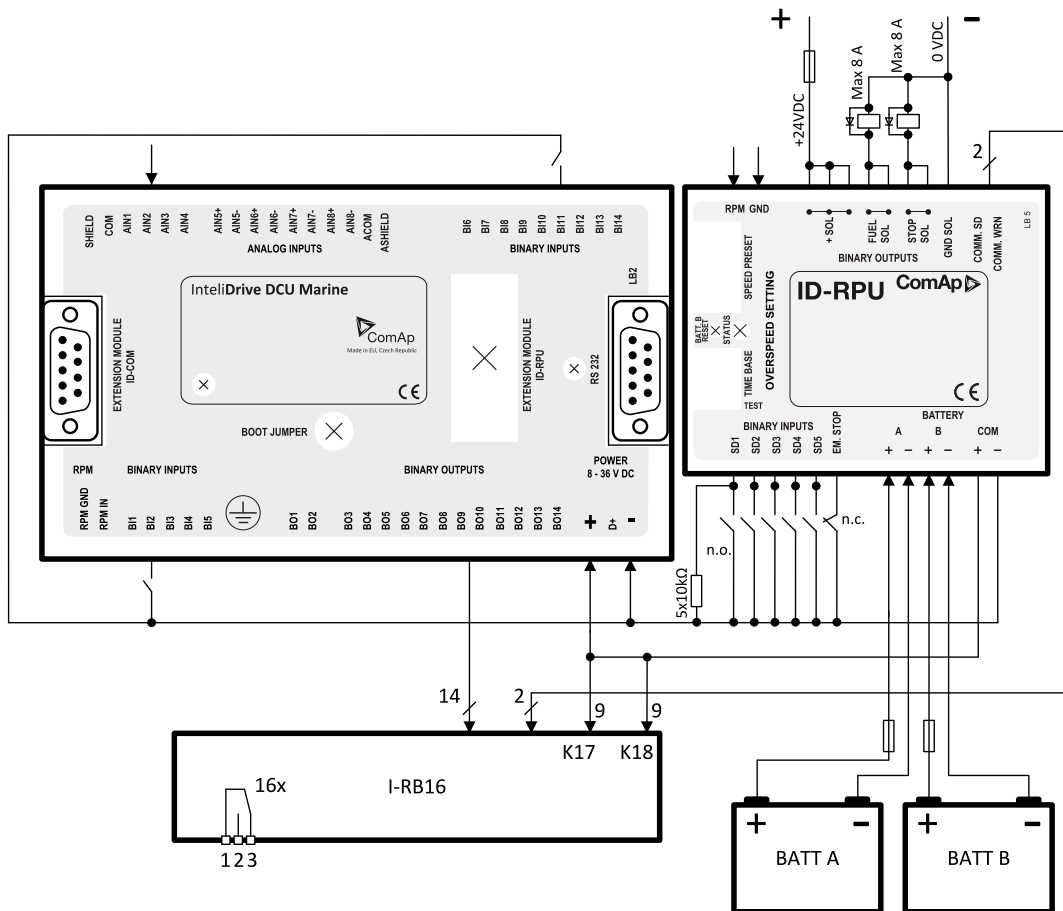 +
−
+24VDC
Max 8 A
Max 8 A
0 VDC
2
SHIELD
COM
AIN1
AIN2
AIN3
AIN4
AIN5+
AIN5-
AIN6+
AIN6-
AIN7+
AIN7-
AIN8+
AIN8-
ACOM
ASHIELD
ANALOG INPUTS
BI6
BI7
BI8
BI9
BI10
BI11
BI12
BI13
BI14
BINARY INPUTS
LB2
InteliDrive DCU Marine
ComAp
Made in EU, Czech Republic
CE
EXTENSION MODULE
ID-COM
EXTENSION MODULE
ID-RPU
RS 232
BOOT JUMPER
RPM
BINARY INPUTS
BINARY OUTPUTS
POWER
8 - 36 V DC
RPM GND
RPM IN
BI1
BI2
BI3
BI4
BI5
BO1
BO2
BO3
BO4
BO5
BO6
BO7
BO8
BO9
BO10
BO11
BO12
BO13
BO14
+
D+
-
RPM GND
+ SOL
FUEL
SOL
STOP
SOL
GND SOL
COMM. SD
COMM. WRN
LB 5
BINARY OUTPUTS
SPEED PRESET
BATT. B
RESET
STATUS
OVERSPEED SETTING
TIME BASE
TEST
ID-RPU
ComAp
CE
BINARY INPUTS
SD1
SD2
SD3
SD4
SD5
EM. STOP
BATTERY
A
B
COM
+
−
+
−
+
−
n.o.
n.c.
5x10kΩ
14
2
9
9
K17
K18
16x
I-RB16
123
+
−
BATT A
+
−
BATT B